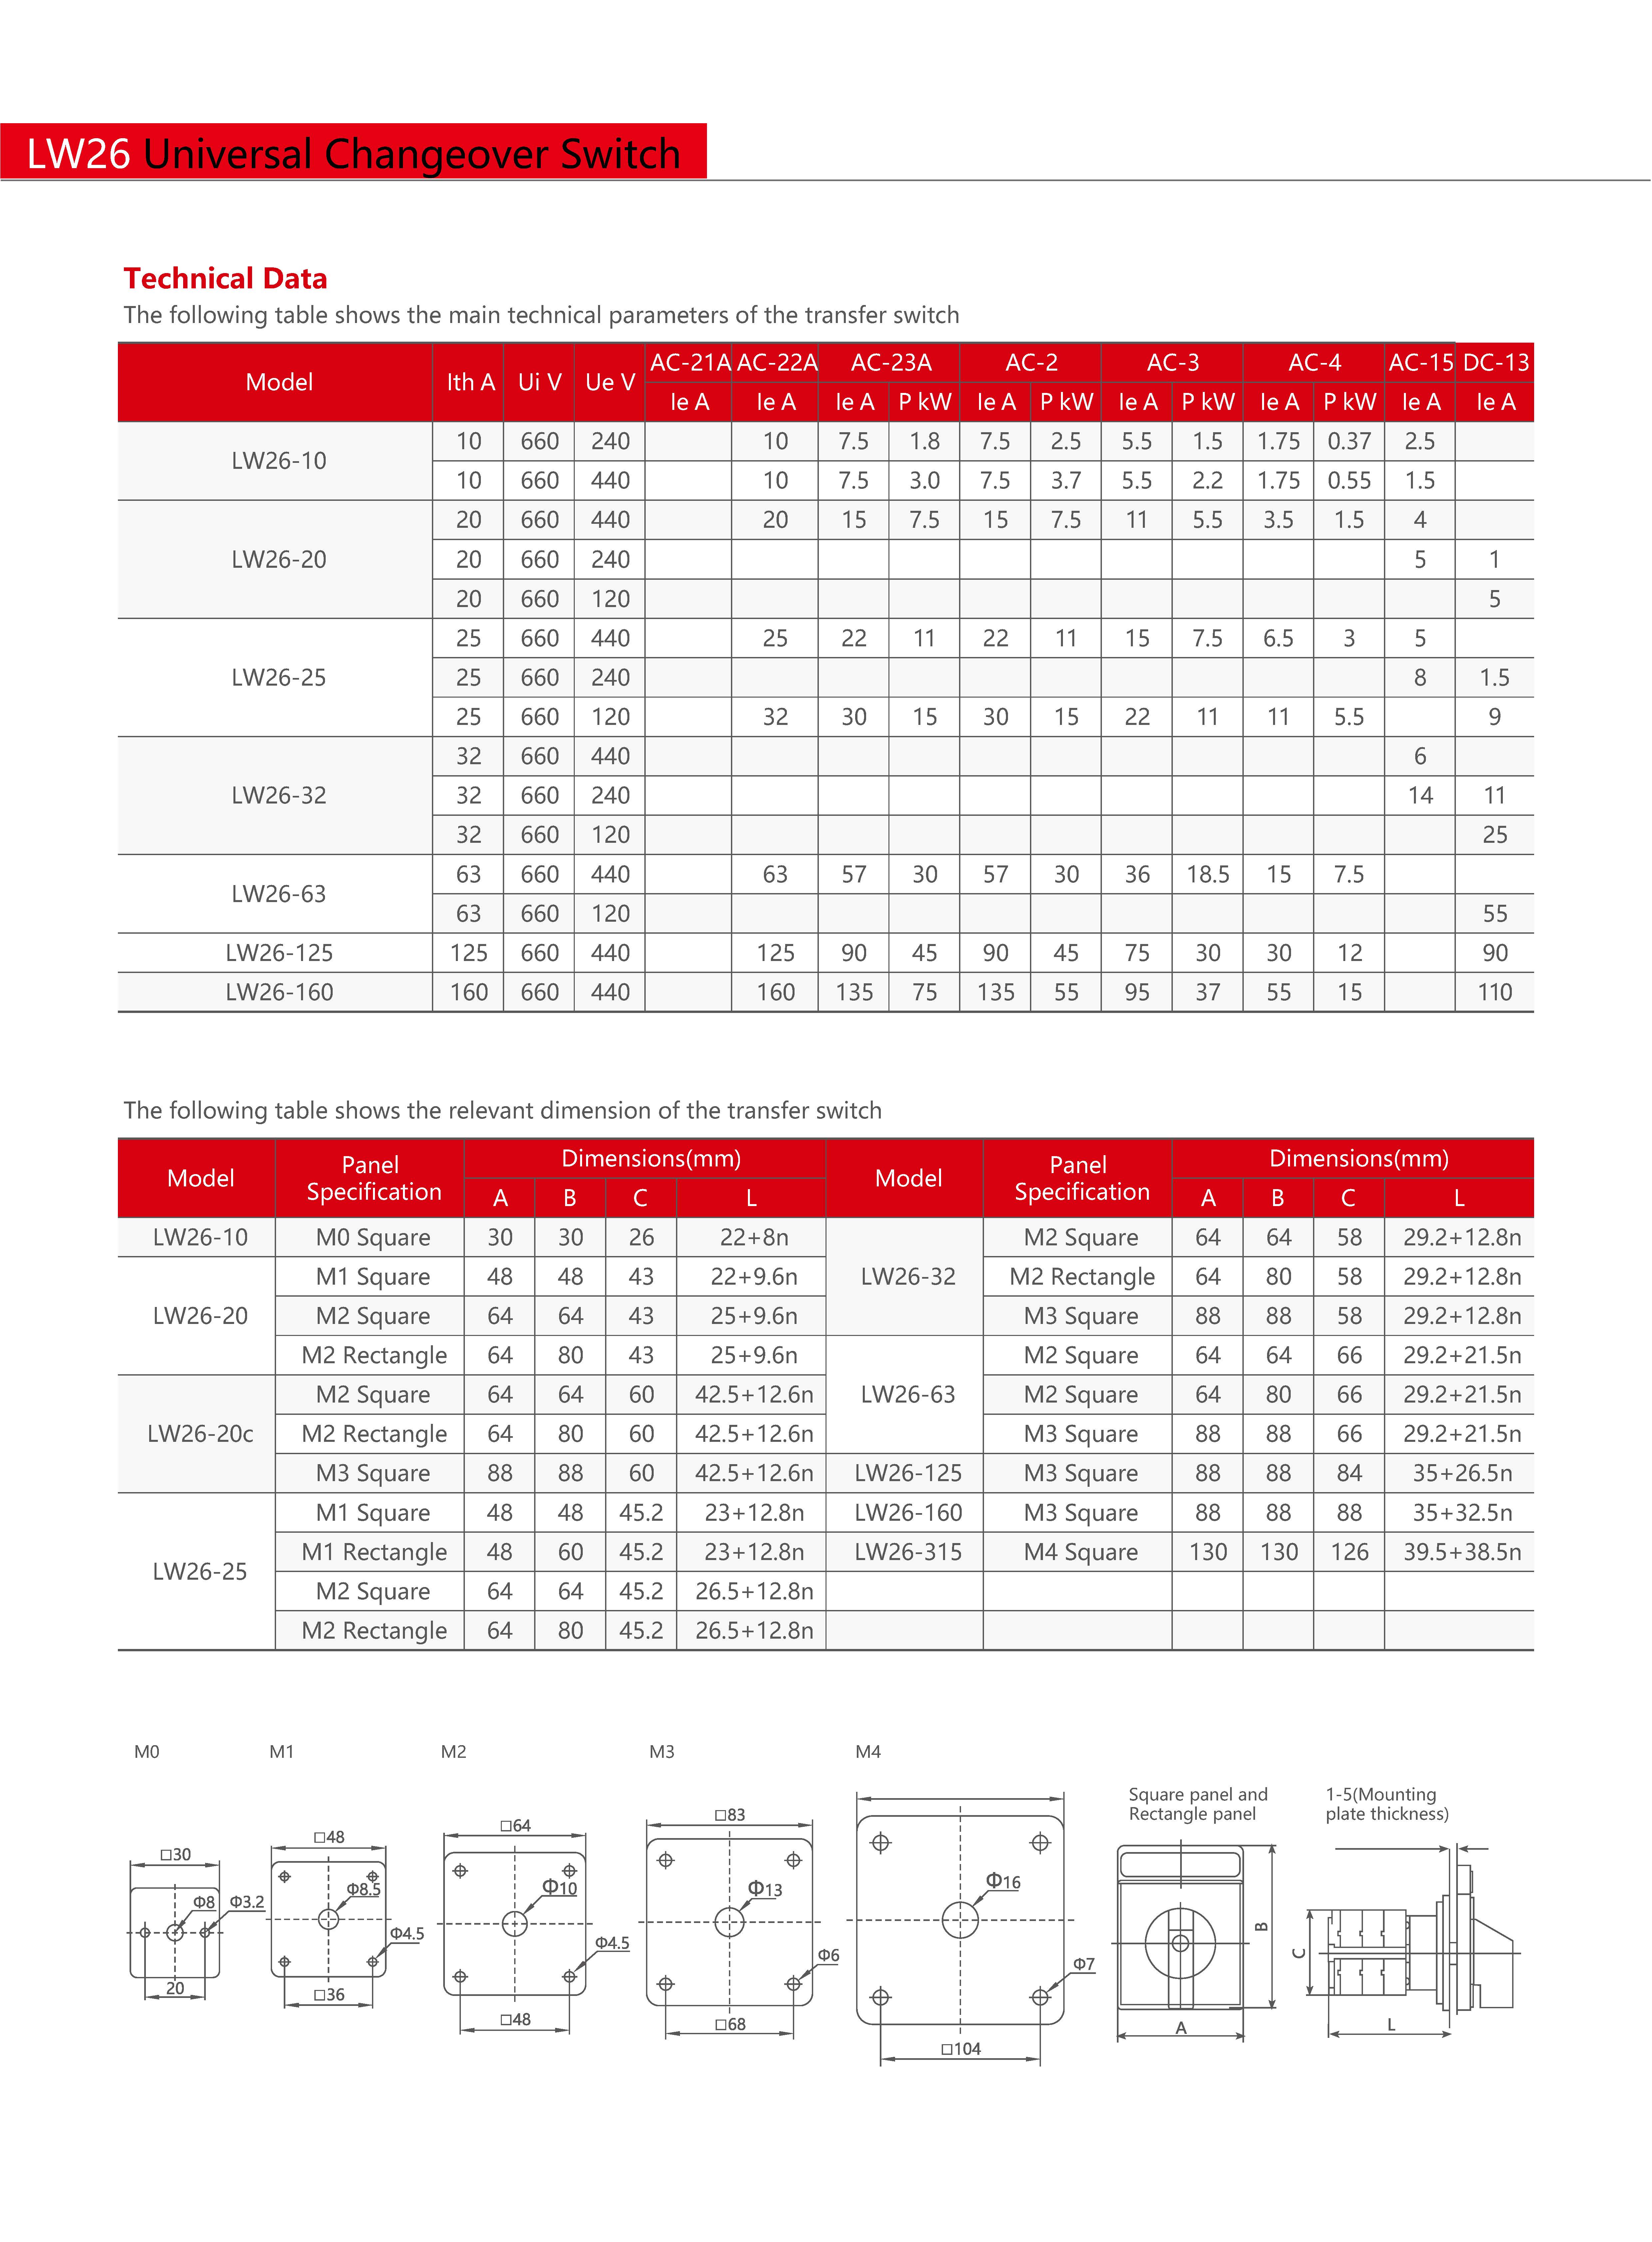 LW26 Universal Changeover Switch
Technical Data
The following table shows the main technical parameters of the transfer switch
Model Ith A Ui V Ue V AC-21A AC-22A AC-23A AC-2 AC-3 AC-4 AC-15 DC-13
Ie A Ie A Ie A P kW Ie A P kW Ie A P kW Ie A P kW Ie A Ie A
LW26-10 10 660 240 10 7.5 1.8 7.5 2.5 5.5 1.5 1.75 0.37 2.5
10 660 440 10 7.5 3.0 7.5 3.7 5.5 2.2 1.75 0.55 1.5
LW26-20 20 660 440 20 15 7.5 15 7.5 11 5.5 3.5 1.5 4
20 660 240 5 1
20 660 120 5
LW26-25 25 660 440 25 22 11 22 11 15 7.5 6.5 3 5
25 660 240 8 1.5
25 660 120 32 30 15 30 15 22 11 11 5.5 9
LW26-32 32 660 440 6
32 660 240 14 11
32 660 120 25
LW26-63 63 660 440 63 57 30 57 30 36 18.5 15 7.5
63 660 120 55
LW26-125 125 660 440 125 90 45 90 45 75 30 30 12 90
LW26-160 160 660 440 160 135 75 135 55 95 37 55 15 110
The following table shows the relevant dimension of the transfer switch
Model Panel Specification Dimensions(mm) Model Panel Specification Dimensions(mm)
A B C L A B C L
LW26-10 M0 Square 30 30 26 22+8n LW26-32 M2 Square 64 64 58 29.2+12.8n
LW26-20 M1 Square 48 48 43 22+9.6n M2 Rectangle 64 80 58 29.2+12.8n
M2 Square 64 64 43 25+9.6n M3 Square 88 88 58 29.2+12.8n
M2 Rectangle 64 80 43 25+9.6n LW26-63 M2 Square 64 64 66 29.2+21.5n
LW26-20c M2 Square 64 64 60 42.5+12.6n M2 Square 64 80 66 29.2+21.5n
M2 Rectangle 64 80 60 42.5+12.6n M3 Square 88 88 66 29.2+21.5n
M3 Square 88 88 60 42.5+12.6n LW26-125 M3 Square 88 88 84 35+26.5n
LW26-25 M1 Square 48 48 45.2 23+12.8n LW26-160 M3 Square 88 88 88 35+32.5n
M1 Rectangle 48 60 45.2 23+12.8n LW26-315 M4 Square 130 130 126 39.5+38.5n
M2 Square 64 64 45.2 26.5+12.8n
M2 Rectangle 64 80 45.2 26.5+12.8n
M0 M1 M2 M3 M4
□30
Φ8 Φ3.2
20
□48
Φ8.5
Φ4.5
□36
□64
Φ10
Φ4.5
□48
□83
Φ13
Φ6
□68
Φ16
Φ7
□104
Square panel and
Rectangle panel
B
A
1-5(Mounting
plate thickness)
C
L